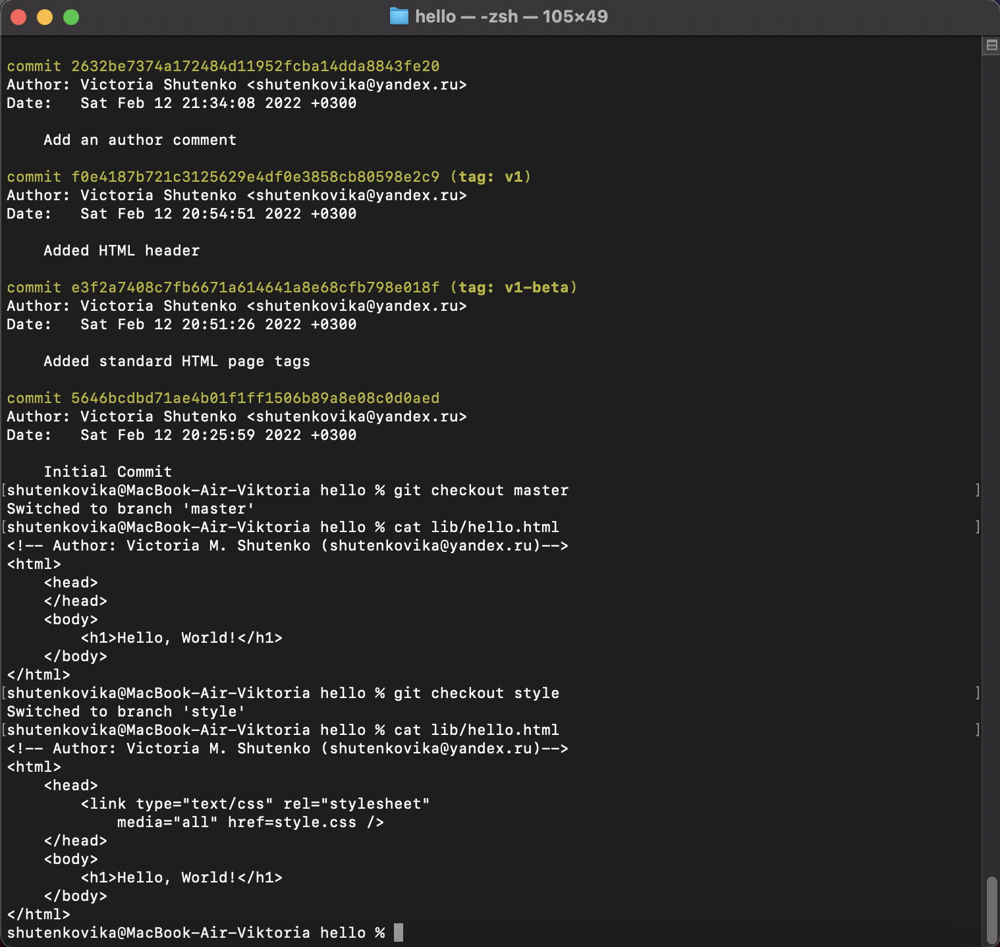 hello — -zsh — 105×49
commit 2632be7374a172484d11952fcba14dda8843fe20
Author: Victoria Shutenko <shutenkovika@yandex.ru>
Date:   Sat Feb 12 21:34:08 2022 +0300

    Add an author comment

commit f0e4187b721c3125629e4df0e3858cb80598e2c9 (tag: v1)
Author: Victoria Shutenko <shutenkovika@yandex.ru>
Date:   Sat Feb 12 20:54:51 2022 +0300

    Added HTML header

commit e3f2a7408c7fb6671a614641a8e68cfb798e018f (tag: v1-beta)
Author: Victoria Shutenko <shutenkovika@yandex.ru>
Date:   Sat Feb 12 20:51:26 2022 +0300

    Added standard HTML page tags

commit 5646bcdbd71ae4b01f1ff1506b89a8e08c0d0aed
Author: Victoria Shutenko <shutenkovika@yandex.ru>
Date:   Sat Feb 12 20:25:59 2022 +0300

    Initial Commit
[shutenkovika@MacBook-Air-Viktoria hello % git checkout master ]
Switched to branch 'master'
[shutenkovika@MacBook-Air-Viktoria hello % cat lib/hello.html ]
<!-- Author: Victoria M. Shutenko (shutenkovika@yandex.ru)-->
<html>
    <head>
    </head>
    <body>
        <h1>Hello, World!</h1>
    </body>
</html>
[shutenkovika@MacBook-Air-Viktoria hello % git checkout style ]
Switched to branch 'style'
[shutenkovika@MacBook-Air-Viktoria hello % cat lib/hello.html ]
<!-- Author: Victoria M. Shutenko (shutenkovika@yandex.ru)-->
<html>
    <head>
        <link type="text/css" rel="stylesheet"
            media="all" href=style.css />
    </head>
    <body>
        <h1>Hello, World!</h1>
    </body>
</html>
shutenkovika@MacBook-Air-Viktoria hello %